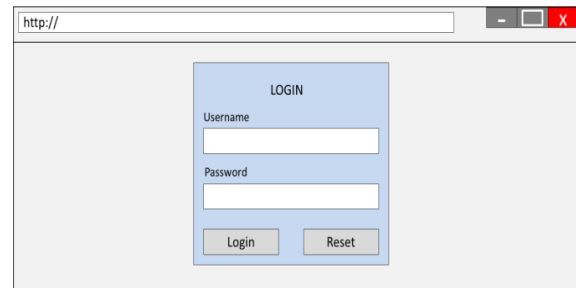 http://
X
LOGIN
Username
Password
Login Reset